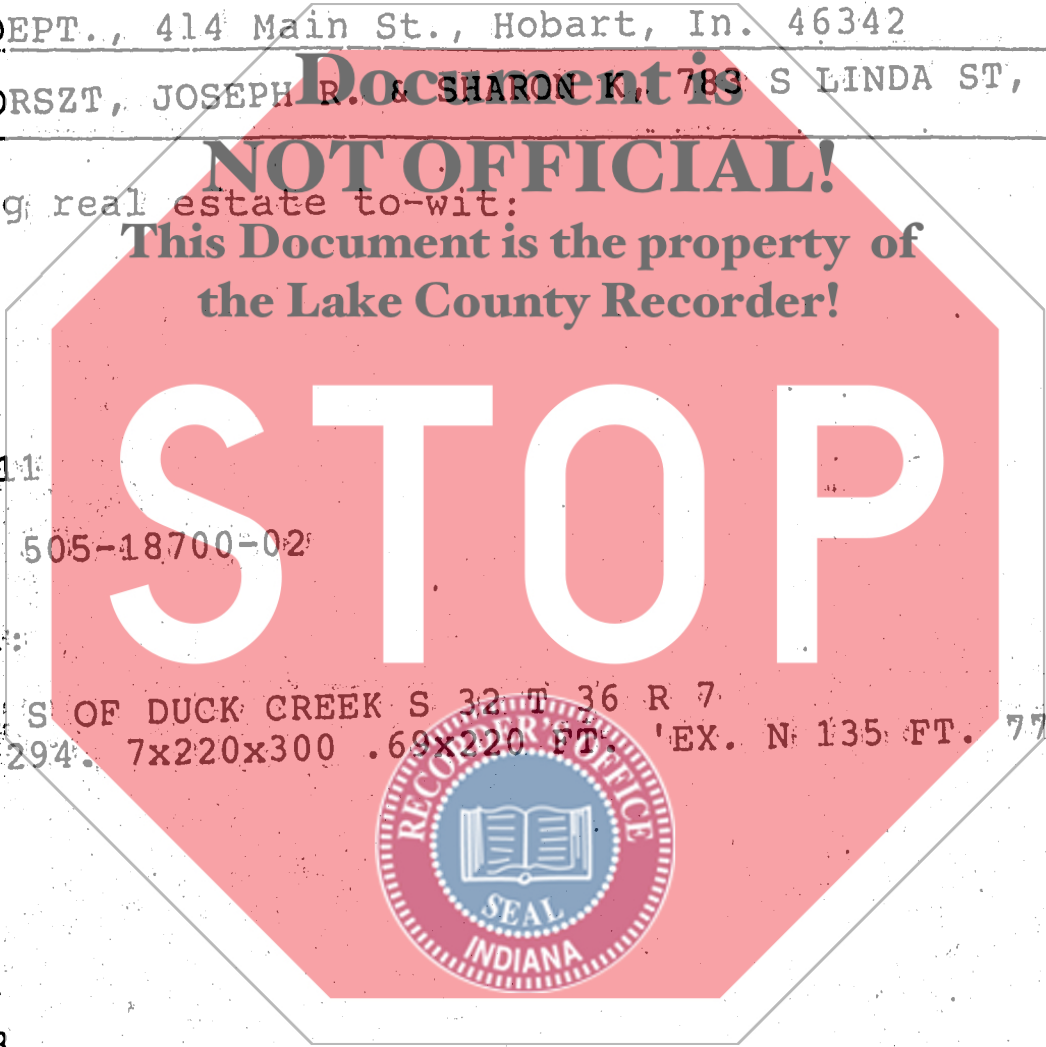 DEPT., 414 Main St., Hobart, In. 46342
Document is
ORSZT, JOSEPH R. & SHARON K, 783 S LINDA ST,
NOT OFFICIAL!
g real estate to-wit:
This Document is the property of
the Lake County Recorder!
STOP
11
505-18700-02
S OF DUCK CREEK S 32 T 36 R 7
294. 7x220x300 .69x220 FT. 'EX. N 135 FT. 77
RECORDER'S OFFICE
SEAL
INDIANA